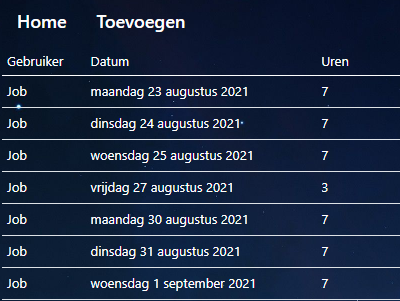 Home Toevoegen
Gebruiker Datum Uren
Job maandag 23 augustus 2021 7
Job dinsdag 24 augustus 2021 7
Job woensdag 25 augustus 2021 7
Job vrijdag 27 augustus 2021 3
Job maandag 30 augustus 2021 7
Job dinsdag 31 augustus 2021 7
Job woensdag 1 september 2021 7